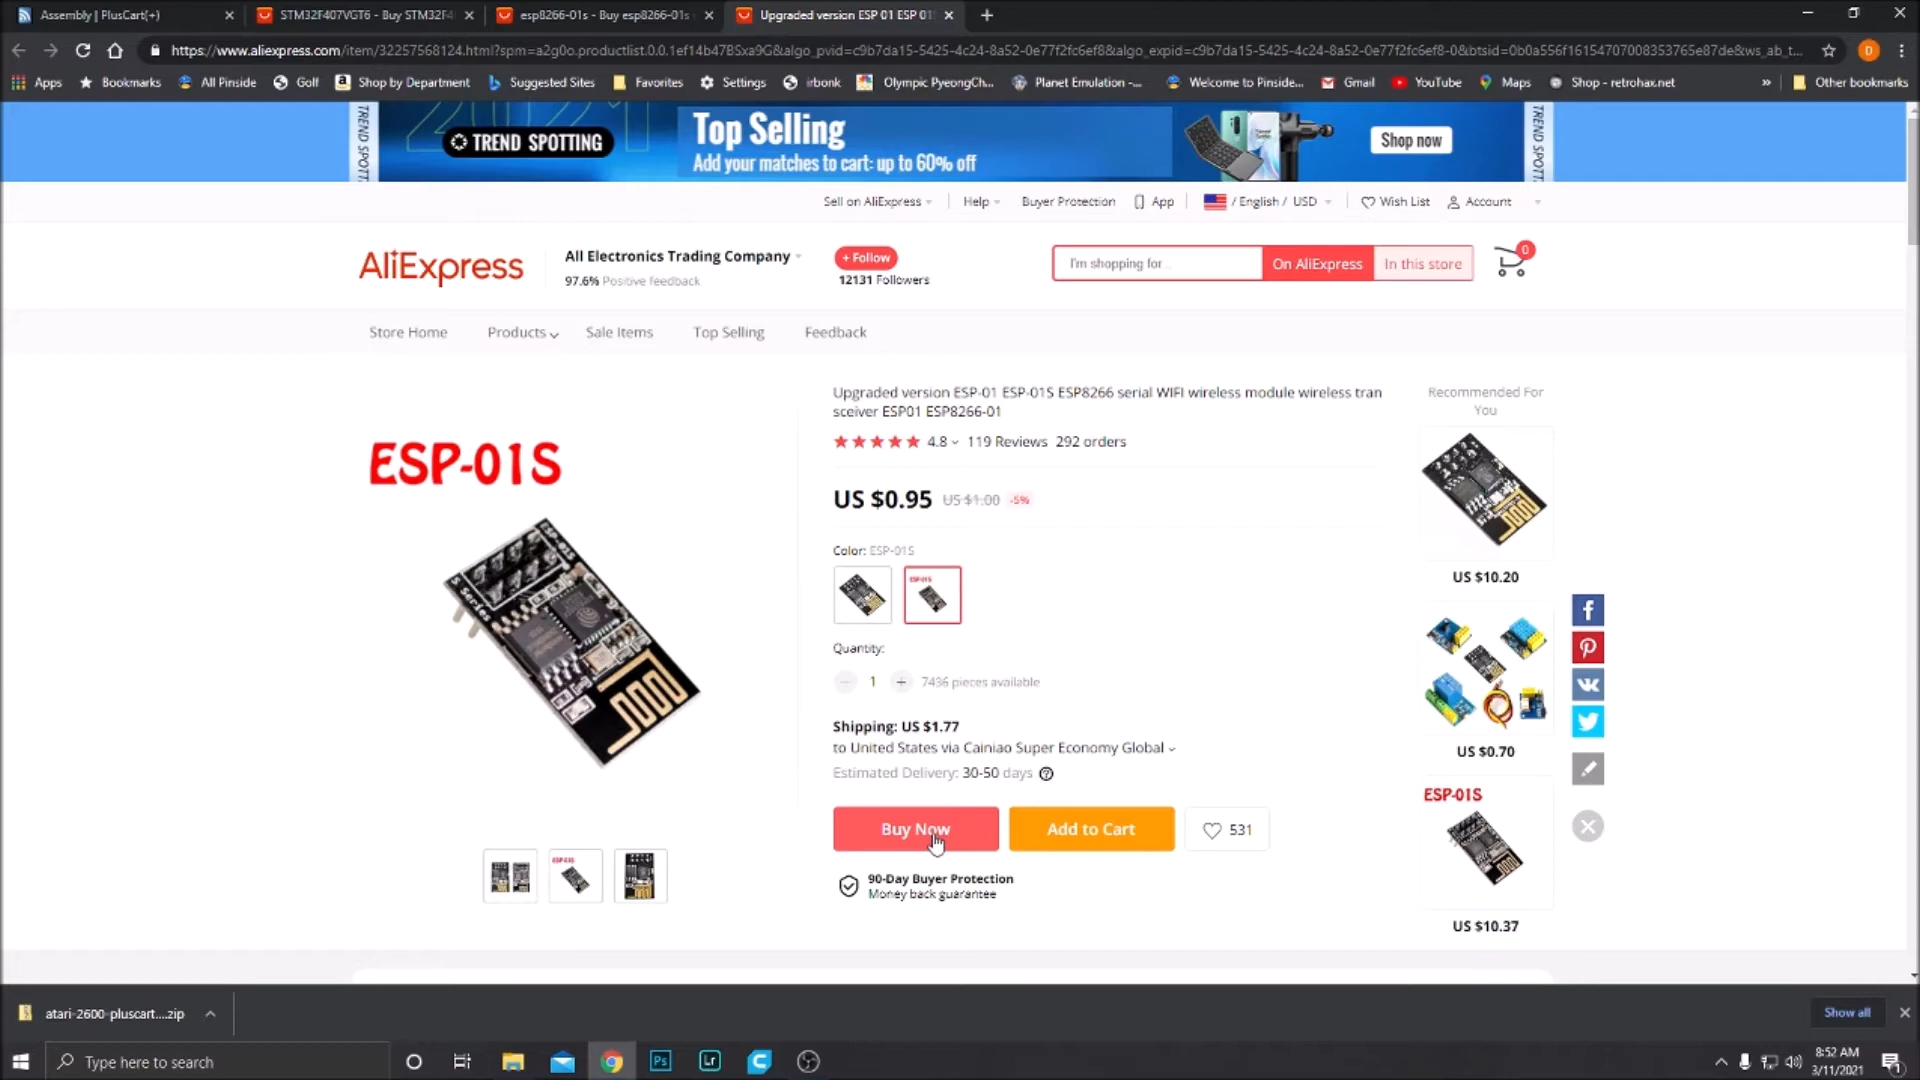 Assembly | PlusCart(+)
STM32F407VGT6 - Buy STM32F4
esp8266-01s - Buy esp8266-01s
Upgraded version ESP 01 ESP 01
Apps
Bookmarks
All Pinside
Golf
Shop by Department
Suggested Sites
Favorites
Settings
irbonk
Olympic PyeongCh...
Planet Emulation -...
Welcome to Pinside...
Gmail
YouTube
Maps
Shop - retrohax.net
»
Other bookmarks
TREND SPOTTING
Top Selling
Add your matches to cart: up to 60% off
Shop now
Sell on AliExpress
Help
Buyer Protection
App
/ English / USD
Wish List
Account
AliExpress
All Electronics Trading Company
97.6% Positive feedback
+ Follow
12131 Followers
I'm shopping for...
On AliExpress
In this store
0
Store Home
Products
Sale Items
Top Selling
Feedback
ESP-01S
Upgraded version ESP-01 ESP-01S ESP8266 serial WIFI wireless module wireless tran
sceiver ESP01 ESP8266-01
4.8
119 Reviews
292 orders
US $0.95
US $1.00
-5%
Color: ESP-01S
Quantity:
1
+
7436 pieces available
Shipping: US $1.77
to United States via Cainiao Super Economy Global
Estimated Delivery: 30-50 days
Buy Now
Add to Cart
531
90-Day Buyer Protection
Money back guarantee
Recommended For
You
US $10.20
US $0.70
ESP-01S
US $10.37
atari-2600-pluscart....zip
Show all
Type here to search
Ps
Lr
8:52 AM
3/11/2021